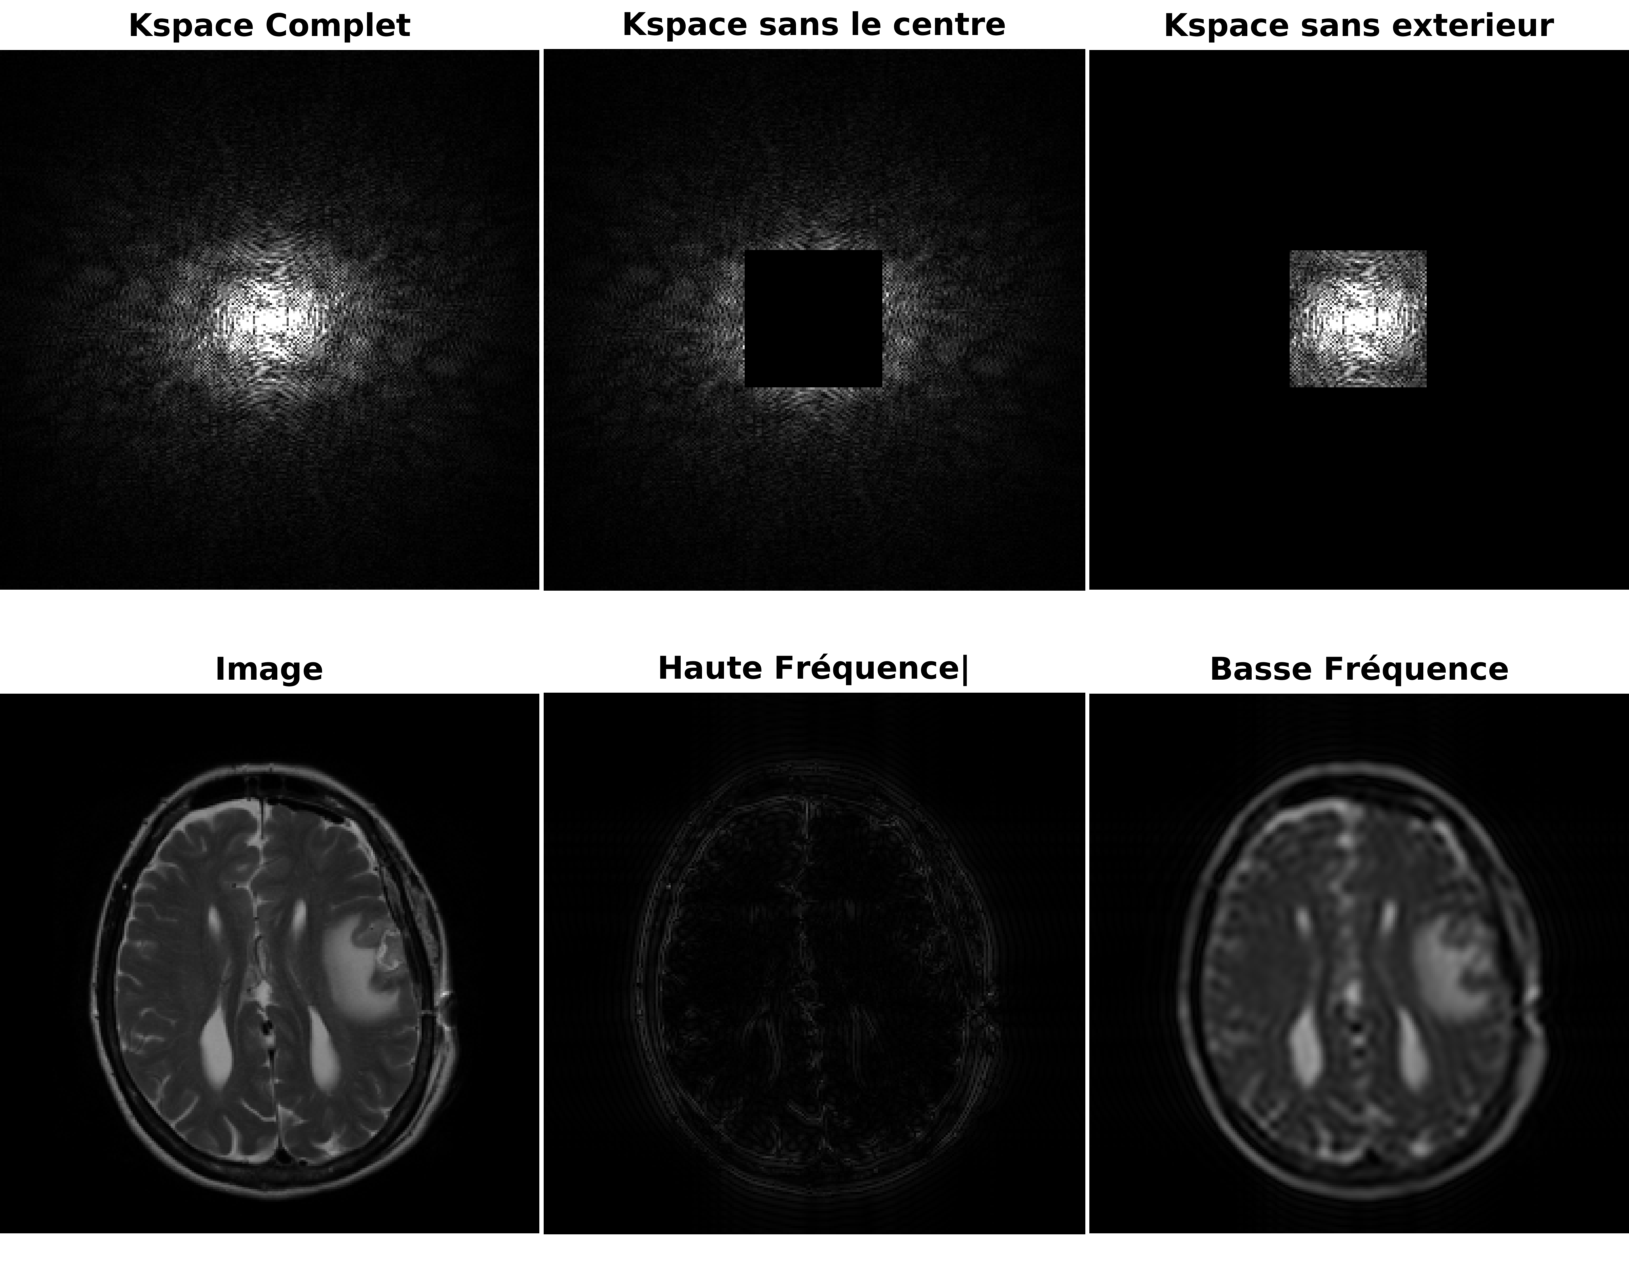 Kspace Complet
Kspace sans le centre
Kspace sans exterieur
Image
Haute Fréquence|
Basse Fréquence